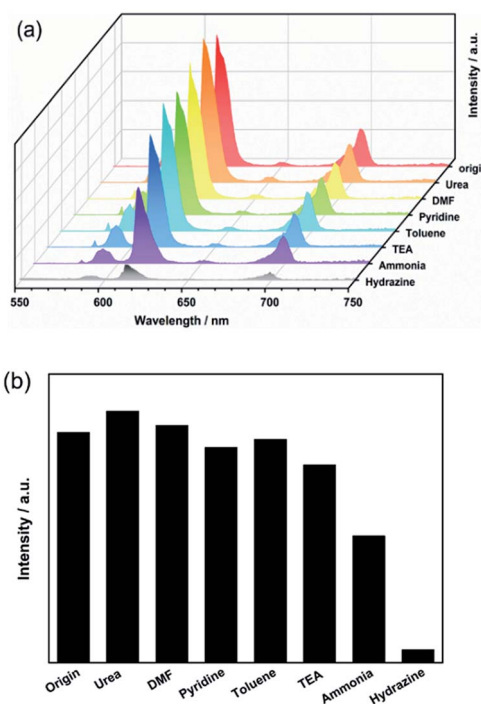 (a)
Intensity / a.u.
origin
Urea
DMF
Pyridine
Toluene
TEA
Ammonia
Hydrazine
550 600 650 700 750
Wavelength / nm
(b)
Intensity / a.u.
Origin Urea DMF Pyridine Toluene TEA Ammonia Hydrazine